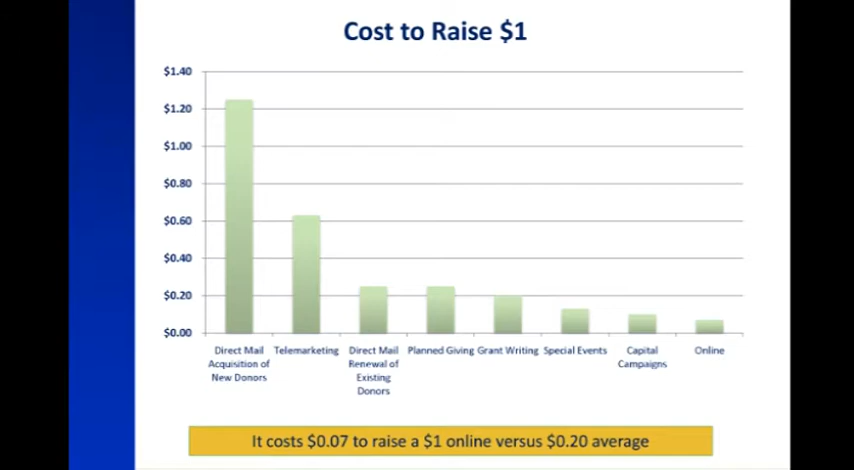 Cost to Raise $1
$1.40
$1.20
$1.00
$0.80
$0.60
$0.40
$0.20
$0.00
Direct Mail Acquisition of New Donors
Telemarketing
Direct Mail Renewal of Existing Donors
Planned Giving
Grant Writing
Special Events
Capital Campaigns
Online
It costs $0.07 to raise a $1 online versus $0.20 average